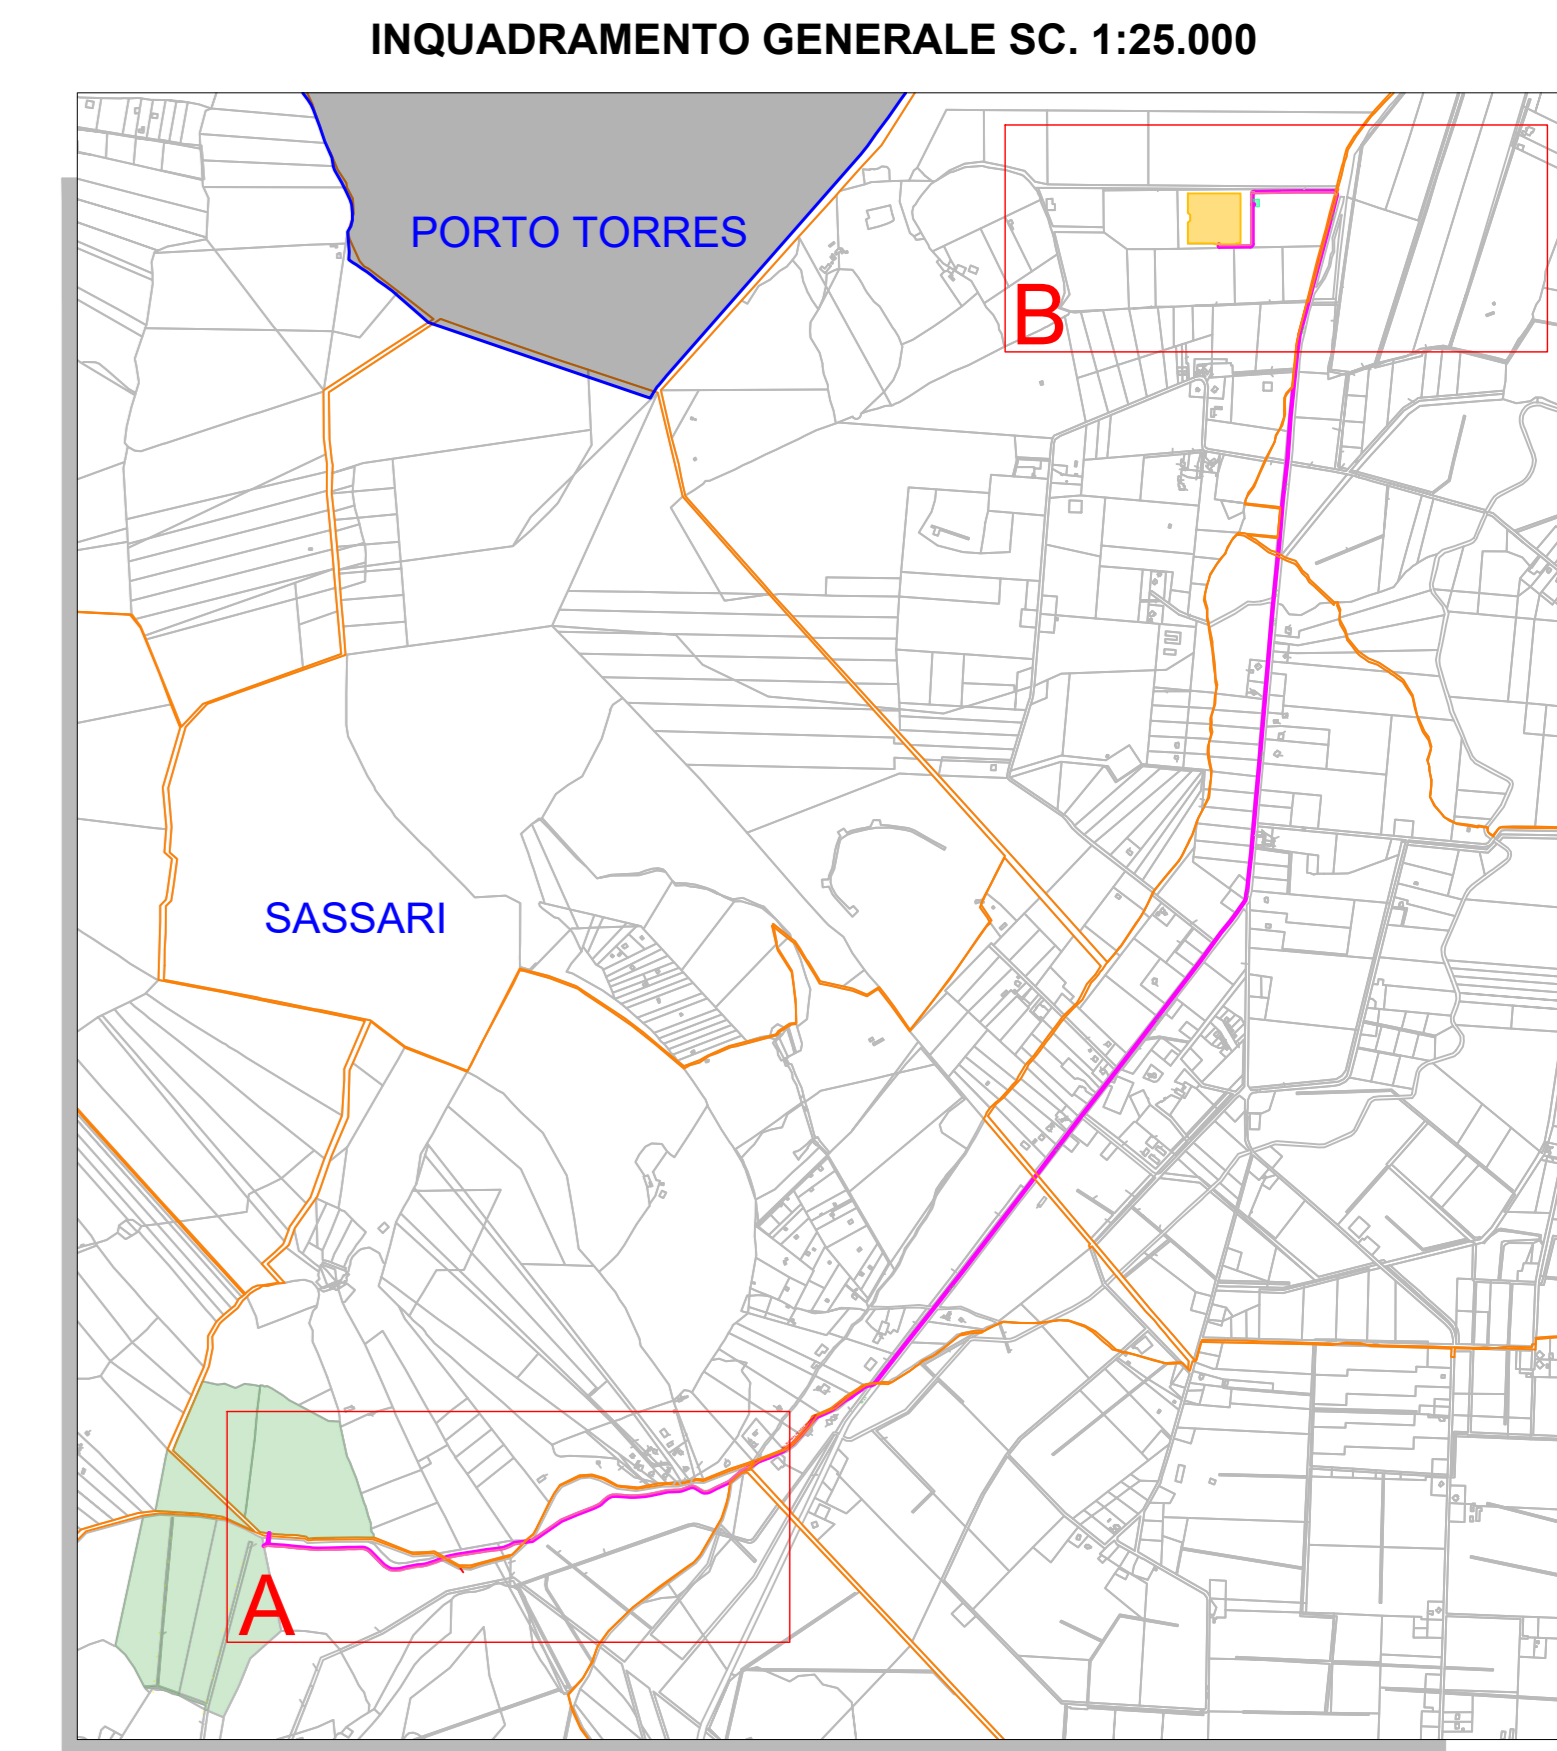 INQUADRAMENTO GENERALE SC. 1:25.000
PORTO TORRES
B
SASSARI
A